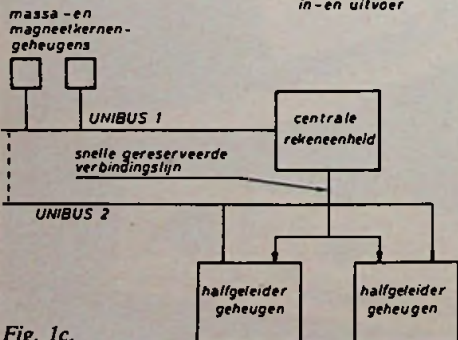 in-en uitvoer
massa-en
magneetkernen-
geheugens
UNIBUS 1
centrale
rekeneenheid
snelle gereserveerde
verbindingslijn
UNIBUS 2
halfgeleider
geheugen
halfgeleider
geheugen
Fig. 1c.